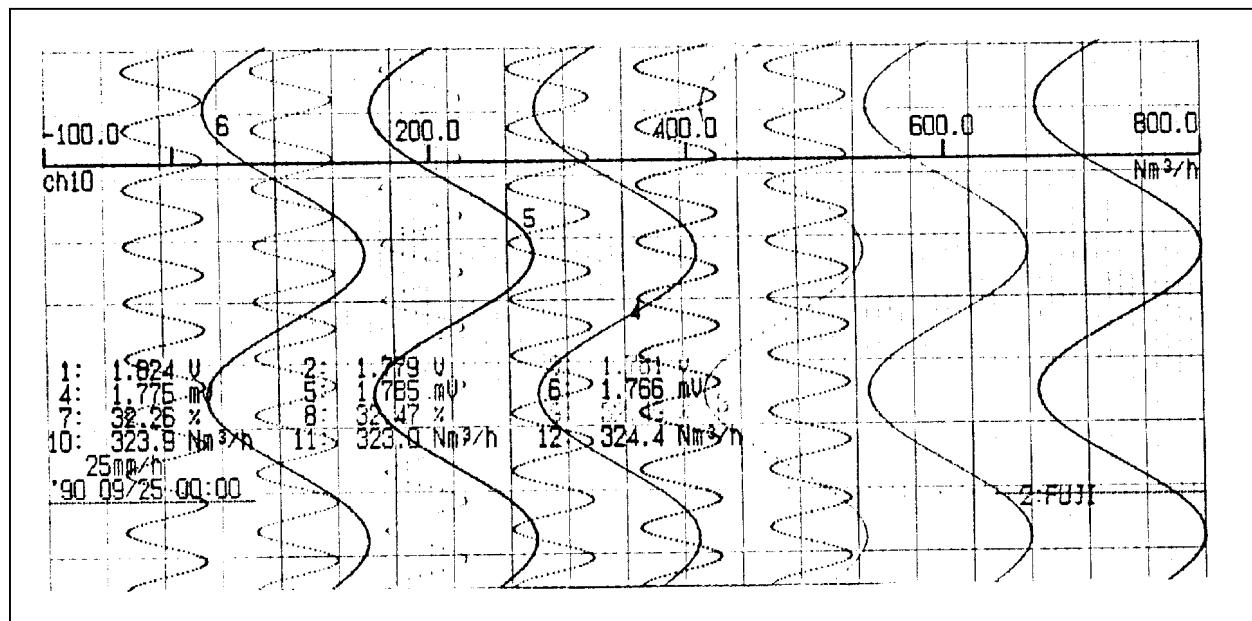 6
-100.0 200.0 400.0 600.0 800.0
ch10 Nm³/h
5
4
1: 1.824 V 2: 1.779 V
4: 1.775 5: 1.785 mV 6: 1.766 mV
7: 32.26 % 8: 32.47 %
10: 323.9 Nm³/h 11: 323.0 Nm³/h 12: 324.4 Nm³/h
25mm/h
'90 09/25 00:00
2:FUJI